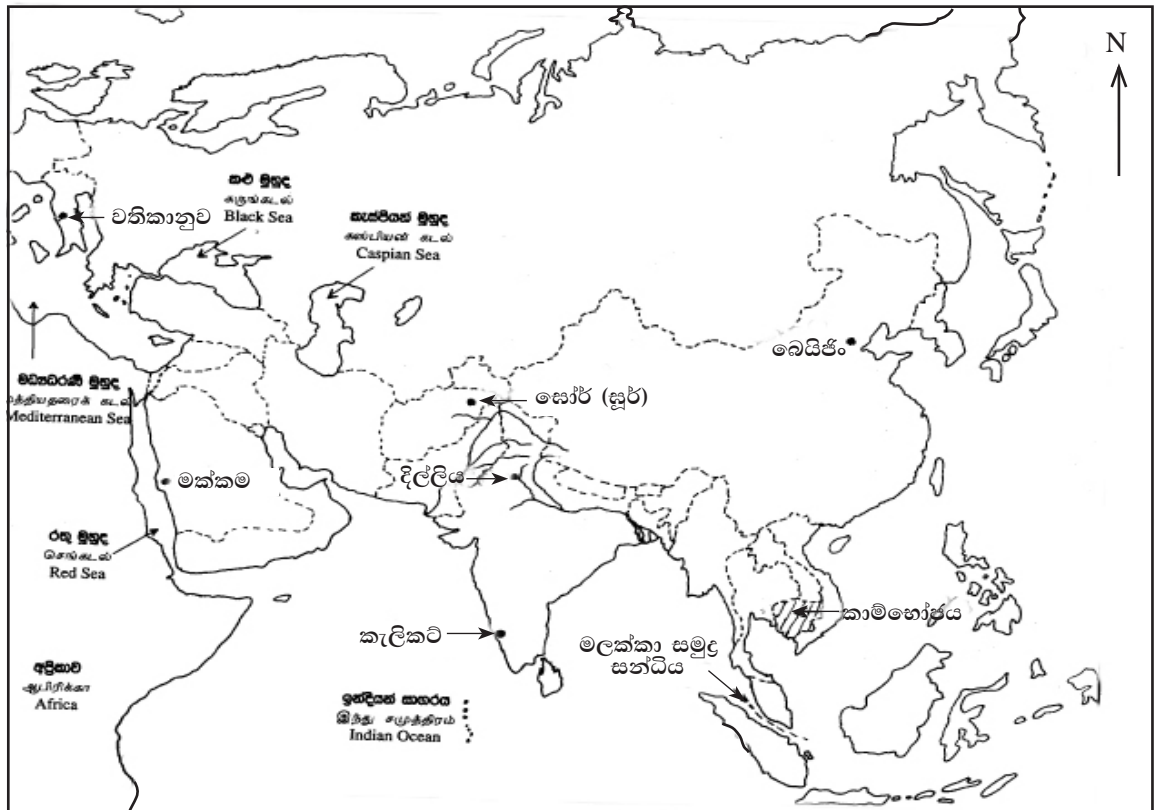 N
කළු මුහුද
கருங்கடல்
Black Sea
වතිකානුව
කැස්පියන් මුහුද
கஸ்பியன் கடல்
Caspian Sea
බෙයිජිං
මධ්‍යධරණී මුහුද
த்தியதரைக் கடல்
Mediterranean Sea
ඝෝර් (ඝූර්)
මක්කම
දිල්ලිය
රතු මුහුද
செங்கடல்
Red Sea
කාම්භෝජය
කැලිකට්
මලක්කා සමුද්‍ර
සන්ධිය
අප්‍රිකාව
ஆபிரிக்கா
Africa
ඉන්දියන් සාගරය
இந்து சமுத்திரம்
Indian Ocean